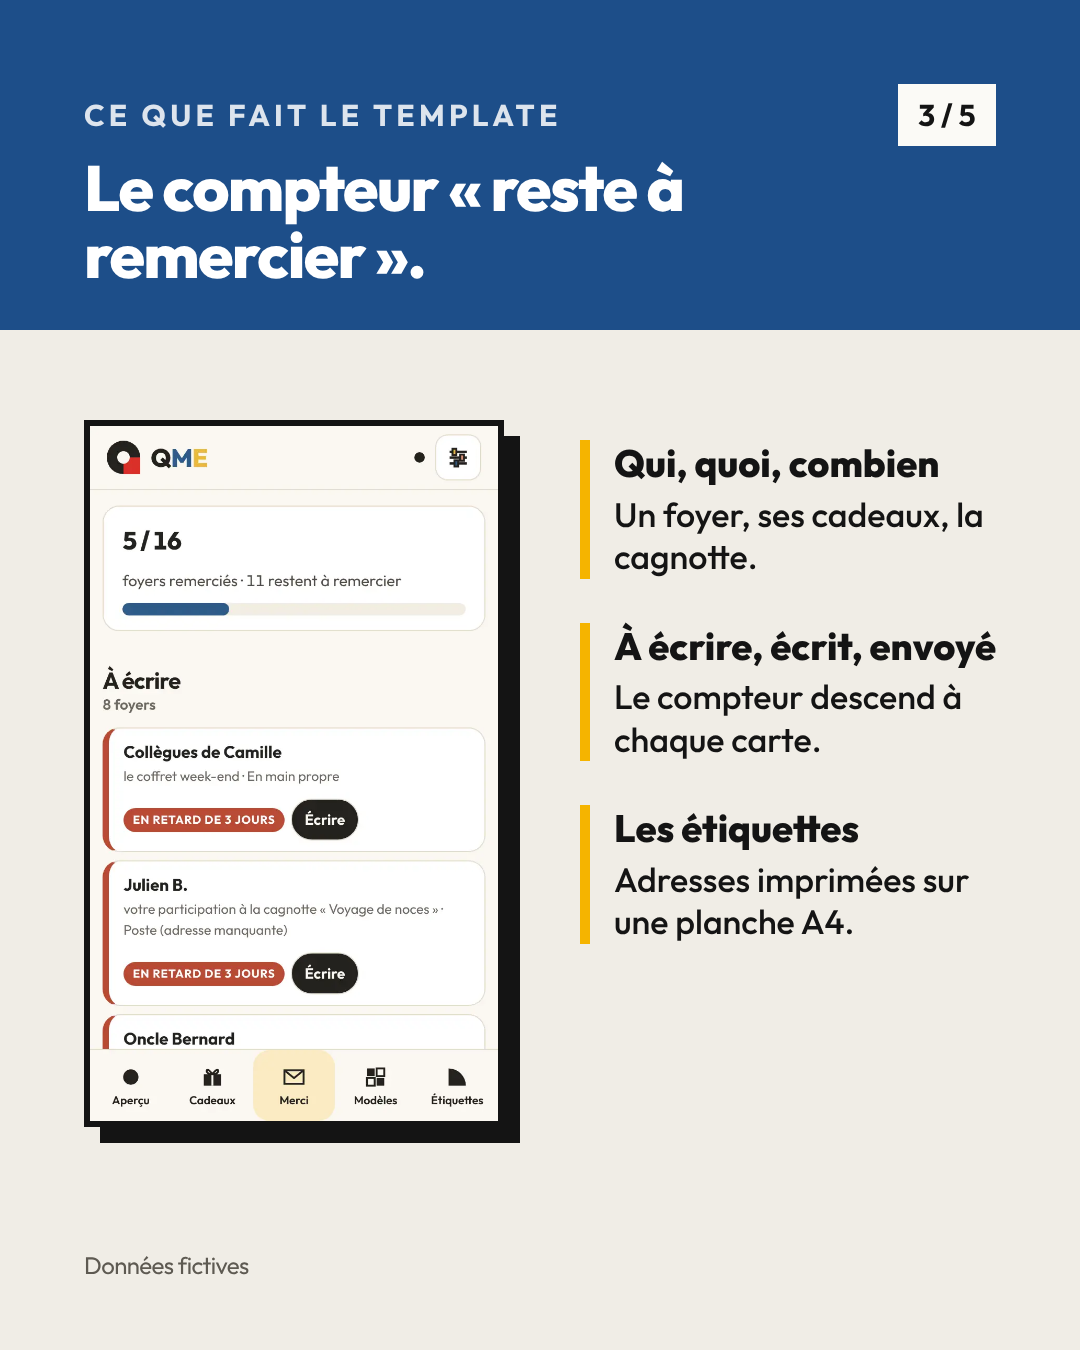 CE QUE FAIT LE TEMPLATE
3 / 5
Le compteur « reste à
remercier ».
QME
5 / 16
foyers remerciés · 11 restent à remercier
À écrire
8 foyers
Collègues de Camille
le coffret week-end · En main propre
EN RETARD DE 3 JOURS
Écrire
Julien B.
votre participation à la cagnotte « Voyage de noces » ·
Poste (adresse manquante)
EN RETARD DE 3 JOURS
Écrire
Oncle Bernard
Aperçu
Cadeaux
Merci
Modèles
Étiquettes
Qui, quoi, combien
Un foyer, ses cadeaux, la
cagnotte.
À écrire, écrit, envoyé
Le compteur descend à
chaque carte.
Les étiquettes
Adresses imprimées sur
une planche A4.
Données fictives